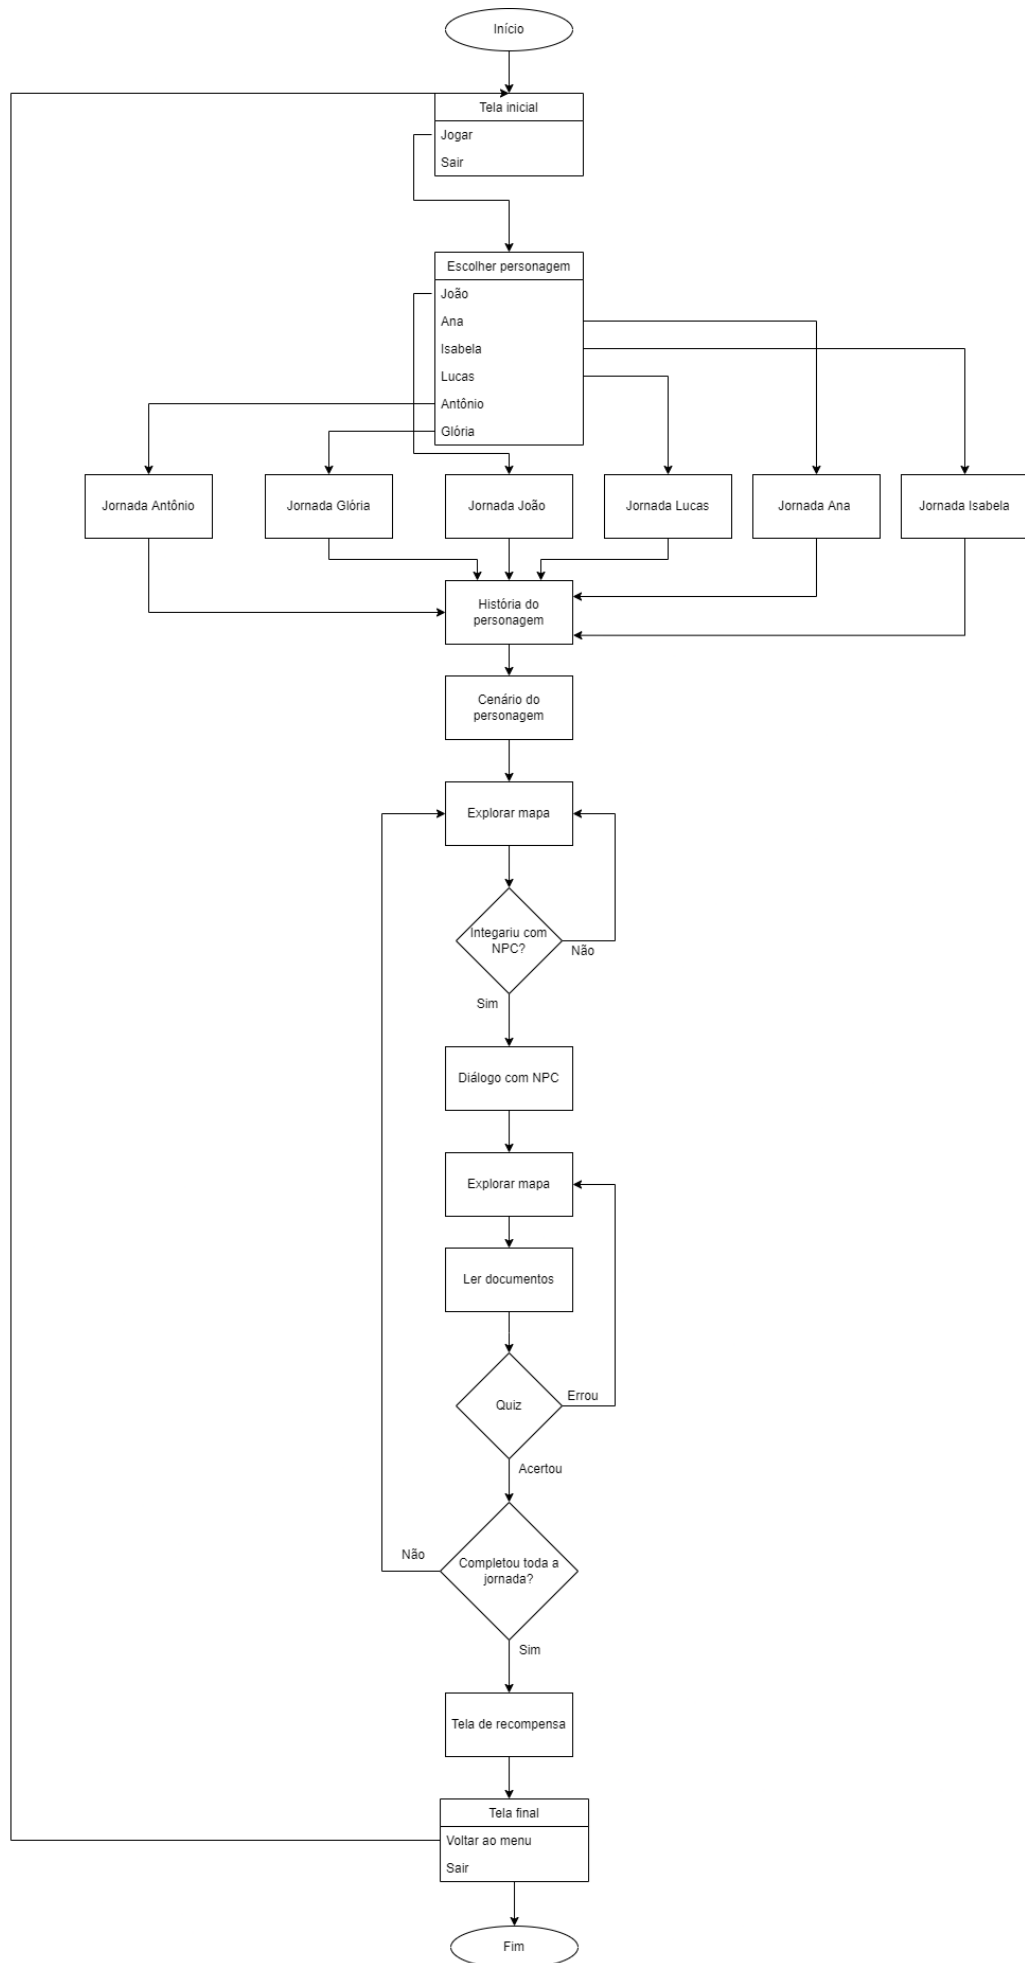 Início
Tela inicial
Jogar
Sair
Escolher personagem
João
Ana
Isabela
Lucas
Antônio
Glória
Jornada Antônio
Jornada Glória
Jornada João
Jornada Lucas
Jornada Ana
Jornada Isabela
História do
personagem
Cenário do
personagem
Explorar mapa
Integariu com
NPC?
Não
Sim
Diálogo com NPC
Explorar mapa
Ler documentos
Quiz
Errou
Acertou
Não
Completou toda a
jornada?
Sim
Tela de recompensa
Tela final
Voltar ao menu
Sair
Fim